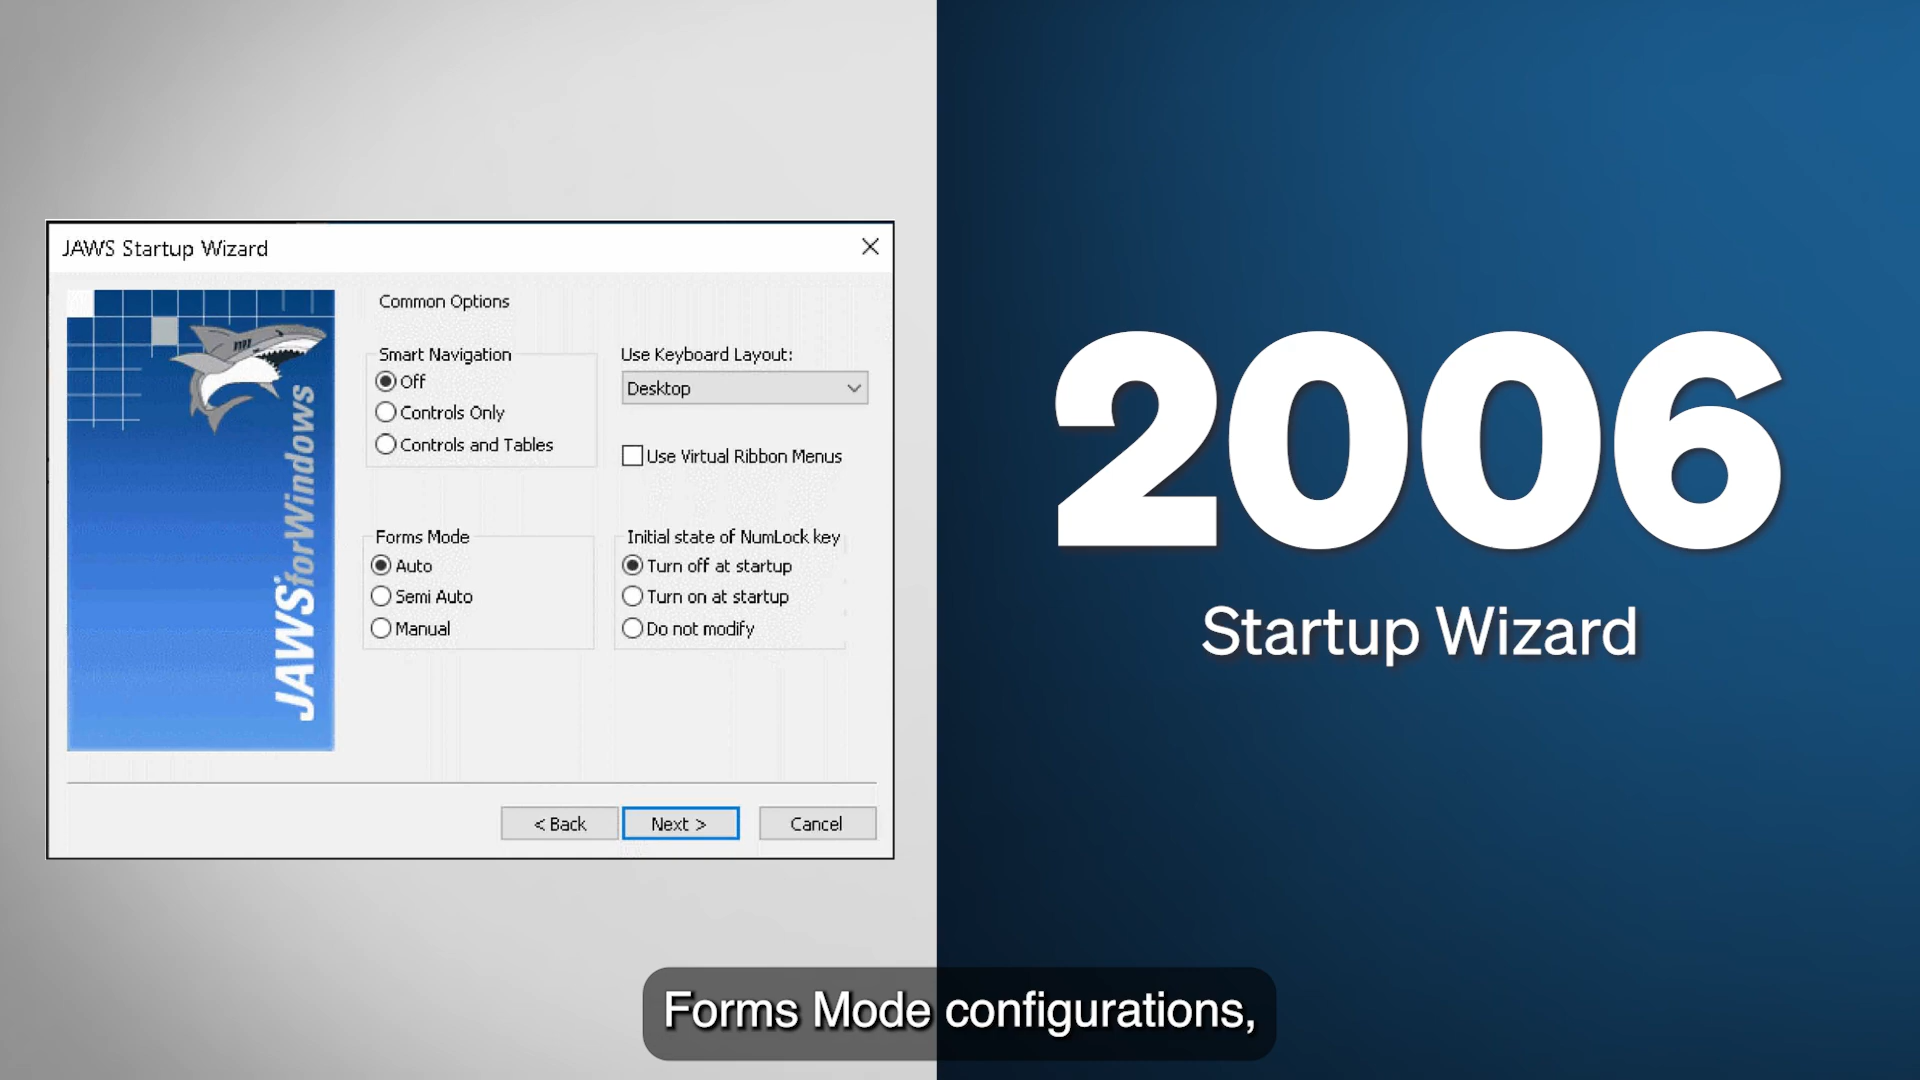 JAWS Startup Wizard
JAWS®forWindows
Common Options
Smart Navigation
Off
Controls Only
Controls and Tables
Use Keyboard Layout:
Desktop
Use Virtual Ribbon Menus
Forms Mode
Auto
Semi Auto
Manual
Initial state of NumLock key
Turn off at startup
Turn on at startup
Do not modify
< Back
Next >
Cancel
2006
Startup Wizard
Forms Mode configurations,